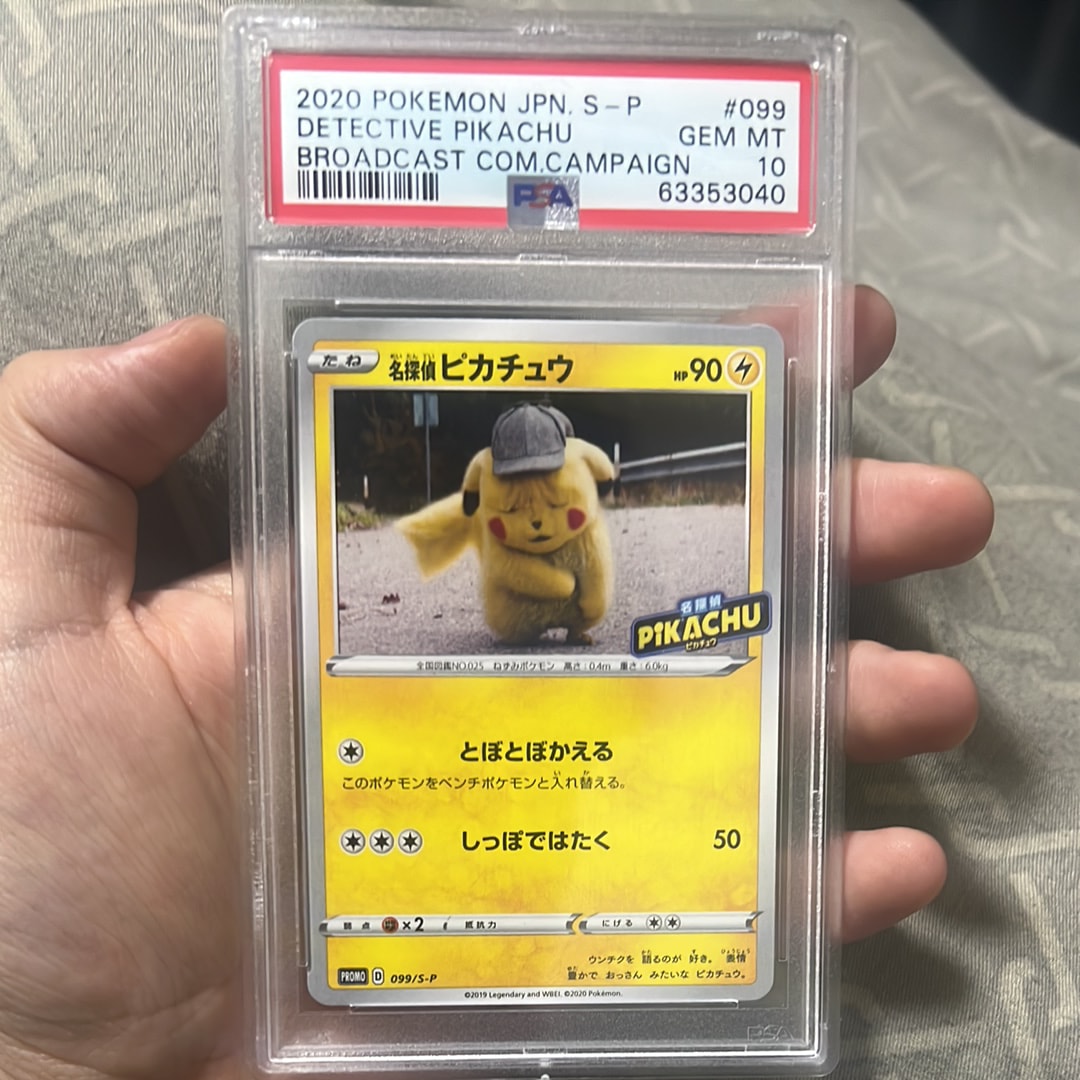 2020 POKEMON JPN. S-P #099
DETECTIVE PIKACHU GEM MT
BROADCAST COM.CAMPAIGN 10
PSA 63353040
たね 名探偵ピカチュウ HP90
めいたんてい
名探偵
PiKACHU
ピカチュウ
全国図鑑NO.025 ねずみポケモン 高さ:0.4m 重さ:6.0kg
とぼとぼかえる
このポケモンをベンチポケモンと入れ替える。
しっぽではたく 50
弱点 ×2 抵抗力 にげる
ウンチクを 語るのが 好き。 表情
豊かで おっさん みたいな ピカチュウ。
PROMO D 099/S-P
©2019 Legendary and WBEI. ©2020 Pokémon.
PSA